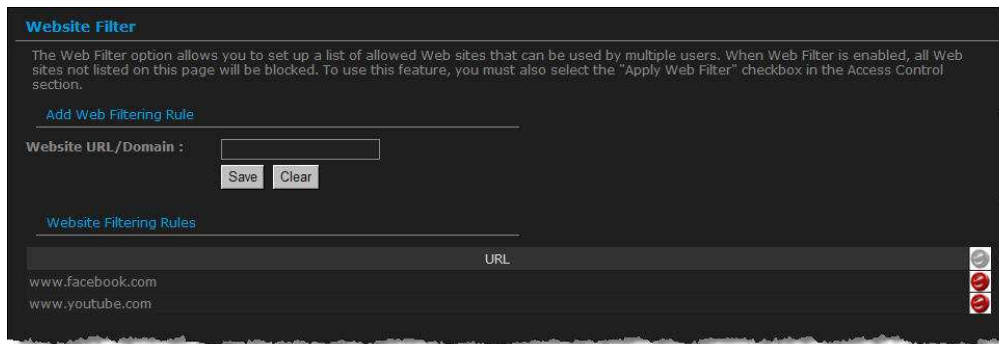 Website Filter
The Web Filter option allows you to set up a list of allowed Web sites that can be used by multiple users. When Web Filter is enabled, all Web
sites not listed on this page will be blocked. To use this feature, you must also select the "Apply Web Filter" checkbox in the Access Control
section.
Add Web Filtering Rule
Website URL/Domain :
Save Clear
Website Filtering Rules
URL
www.facebook.com
www.youtube.com